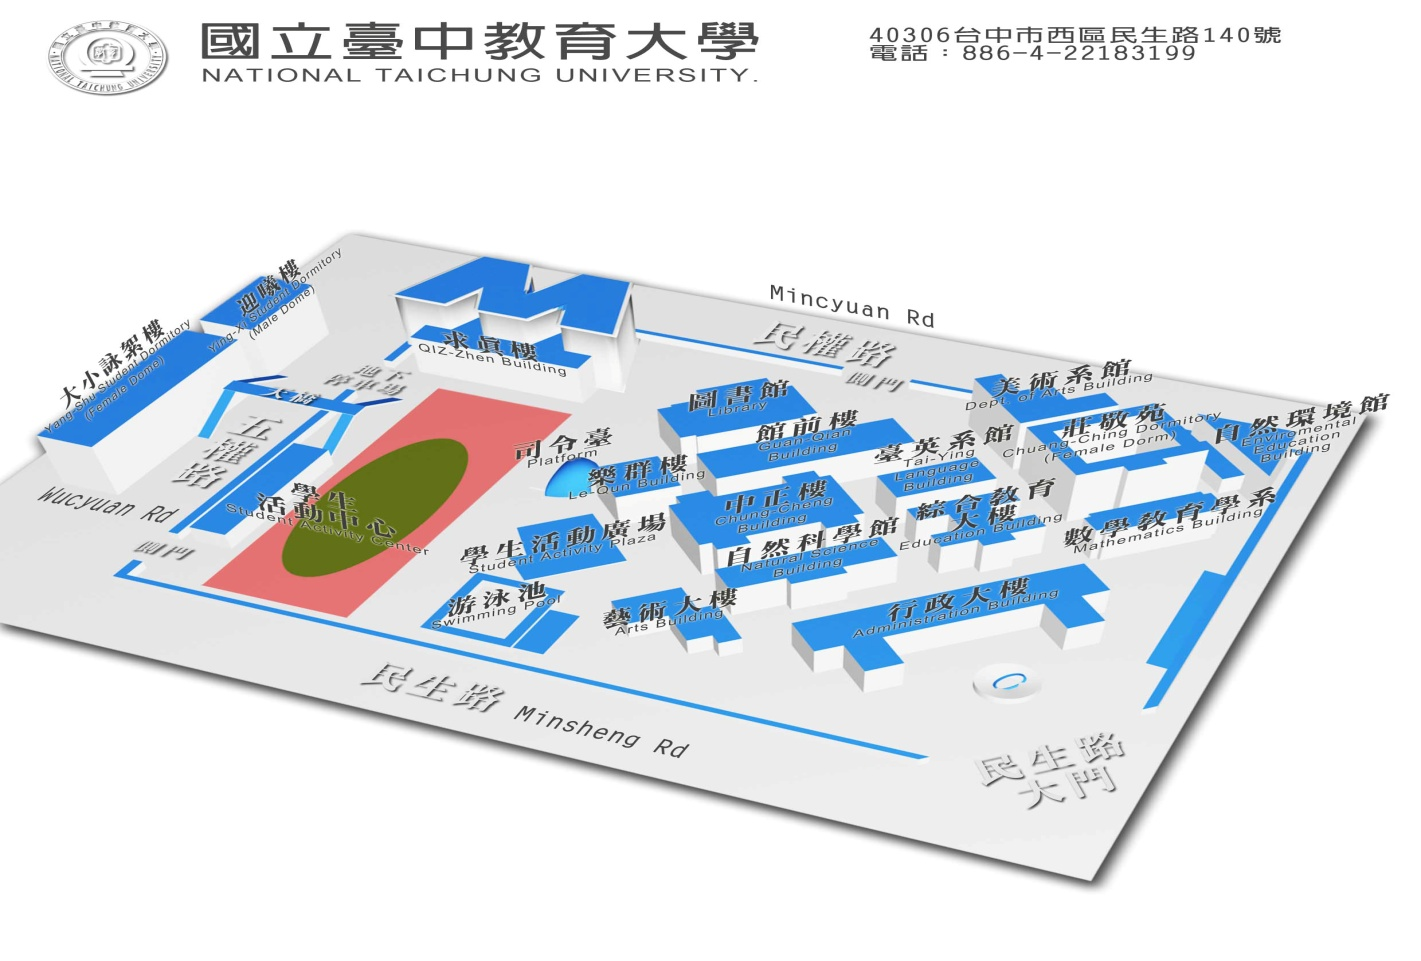 國立臺中教育大學
NATIONAL TAICHUNG UNIVERSITY.
NATIONAL TAICHUNG UNIVERSITY
40306台中市西區民生路140號
電話：886-4-22183199
Mincyuan Rd
民權路
側門
迎曦樓
Ying-Xi Student Dormitory
(Male Dome)
大小詠絮樓
Yang-Shu Student Dormitory
(Female Dome)
求真樓
QIZ-Zhen Building
地下
停車場
天橋
五權路
Wucyuan Rd
側門
學生
活動中心
Student Activity Center
司令臺
Platform
圖書館
Library
館前樓
Guan-Qian
Building
美術系館
Dept. of Arts Building
莊敬苑
Chuang-Ching Dormitory
(Female Dorm)
自然環境館
Enviromental
Education
Building
臺英系館
Tai-Ying
Language
Building
樂群樓
Le-Qun Building
中正樓
Chung-Cheng
Building
綜合教育
大樓
Education Building
數學教育學系
Mathematics Building
學生活動廣場
Student Activity Plaza
自然科學館
Natural Science
Building
游泳池
Swimming Pool
藝術大樓
Arts Building
行政大樓
Administration Building
民生路
Minsheng Rd
民生路
大門